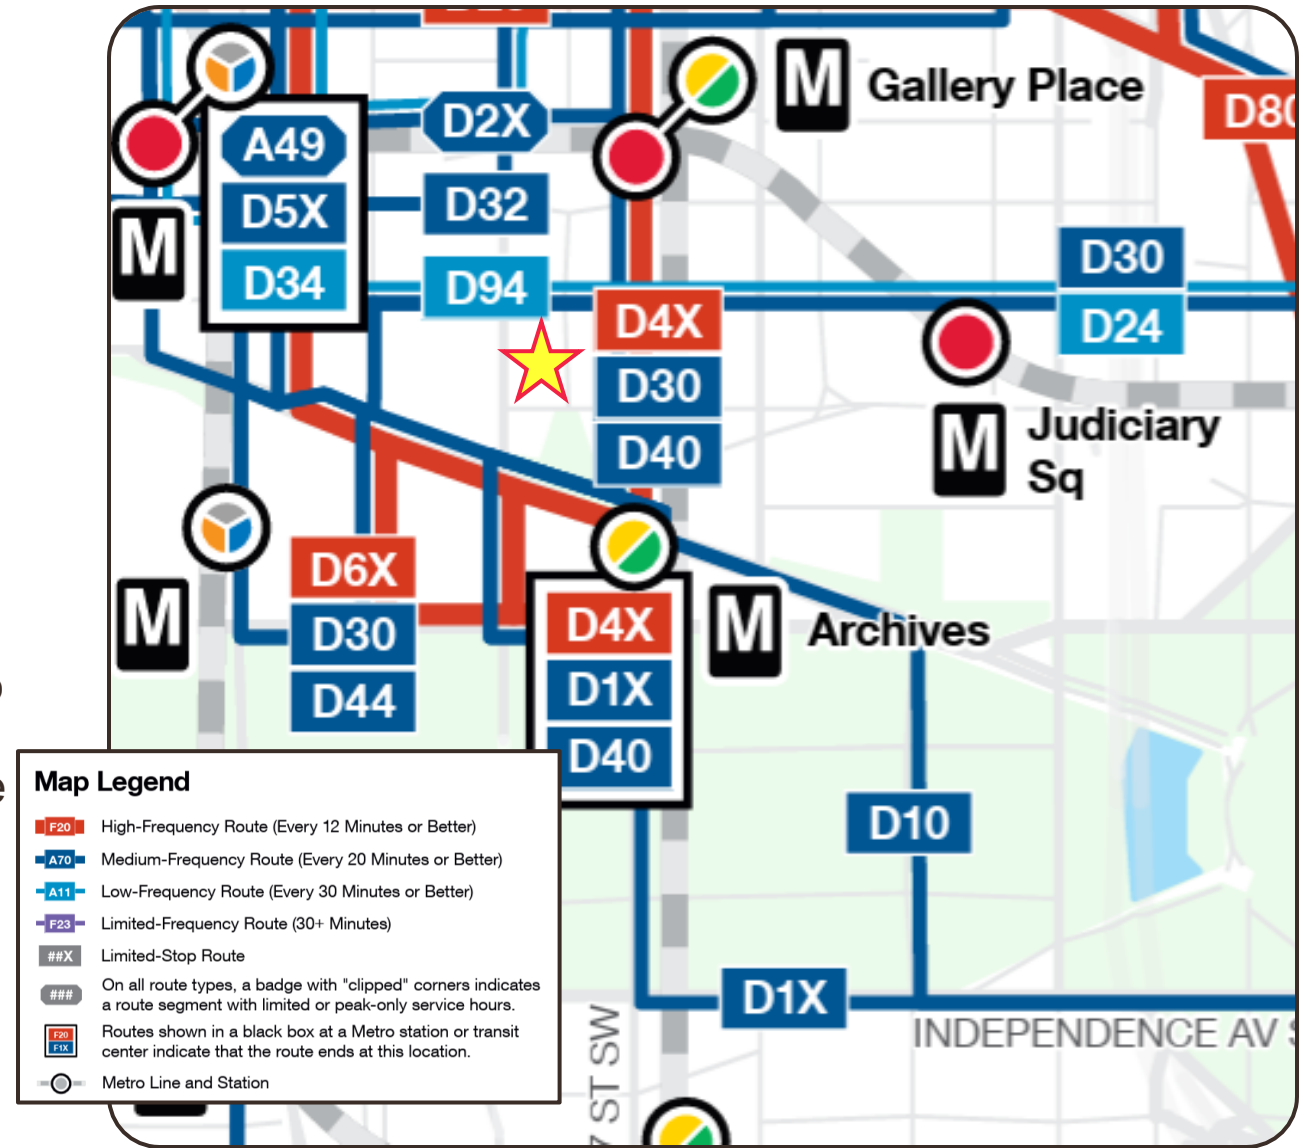 M
Gallery Place
D80
A49
D5X
D34
D2X
D32
D94
M
D4X
D30
D40
D30
D24
M
Judiciary
Sq
D6X
D30
D44
M
D4X
D1X
D40
M
Archives
D10
D1X
INDEPENDENCE AV
ST SW
Map Legend
F20 High-Frequency Route (Every 12 Minutes or Better)
A70 Medium-Frequency Route (Every 20 Minutes or Better)
A11 Low-Frequency Route (Every 30 Minutes or Better)
F23 Limited-Frequency Route (30+ Minutes)
##X Limited-Stop Route
### On all route types, a badge with "clipped" corners indicates
a route segment with limited or peak-only service hours.
F20 Routes shown in a black box at a Metro station or transit
F1X center indicate that the route ends at this location.
Metro Line and Station